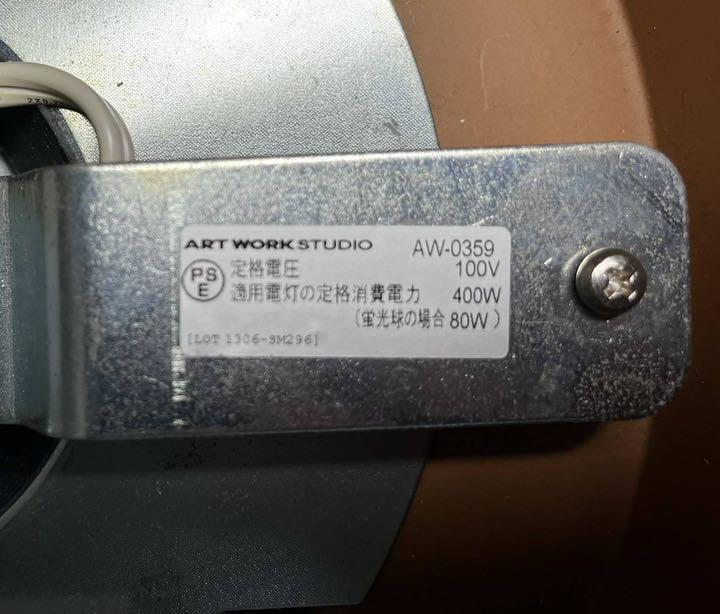 ART WORK STUDIO AW-0359
PS E 定格電圧 100V
適用電灯の定格消費電力 400W
(蛍光球の場合 80W)
[LOT 1306-SM296]